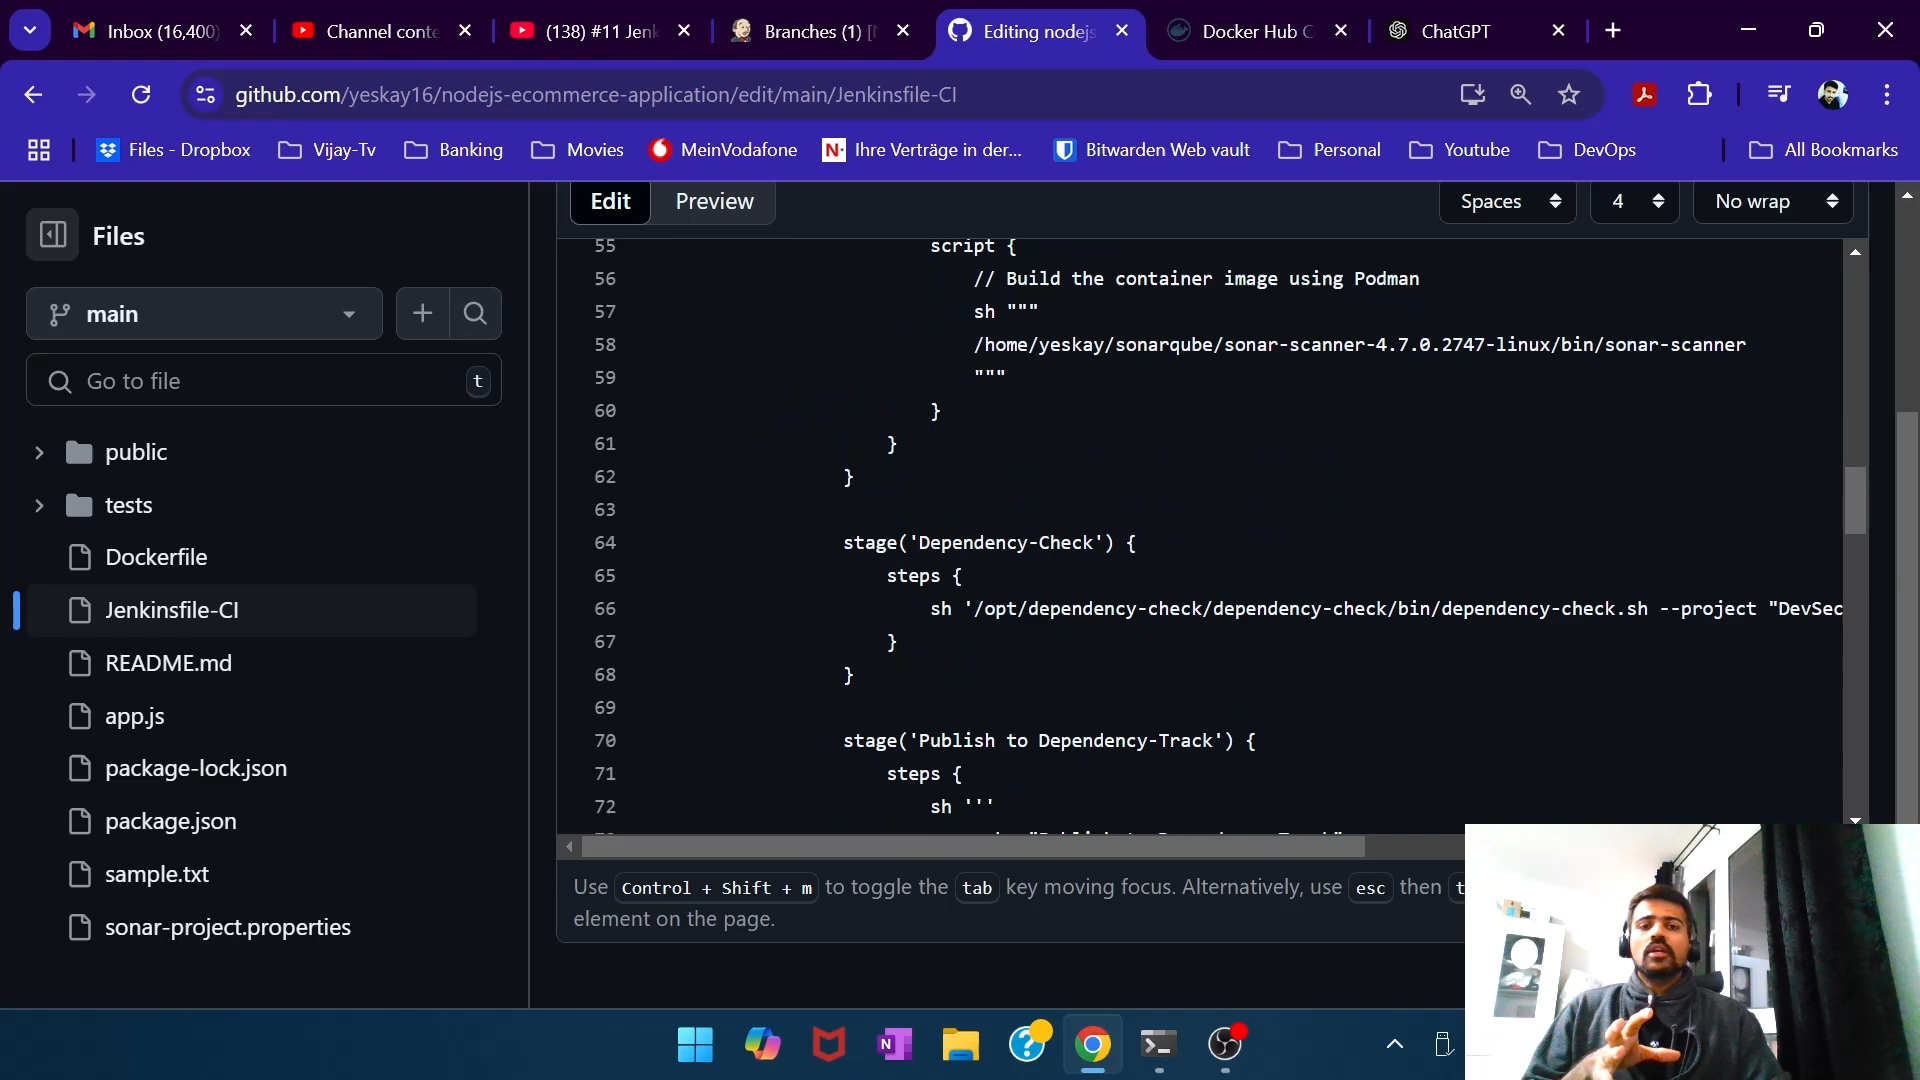 Inbox (16,400)
Channel conte
(138) #11 Jenk
Branches (1) [
Editing nodejs
Docker Hub C
ChatGPT
github.com/yeskay16/nodejs-ecommerce-application/edit/main/Jenkinsfile-CI
Files - Dropbox
Vijay-Tv
Banking
Movies
MeinVodafone
Ihre Verträge in der...
Bitwarden Web vault
Personal
Youtube
DevOps
All Bookmarks
Files
main
Go to file
t
public
tests
Dockerfile
Jenkinsfile-CI
README.md
app.js
package-lock.json
package.json
sample.txt
sonar-project.properties
Edit
Preview
Spaces
4
No wrap
55 script {
56 // Build the container image using Podman
57 sh """
58 /home/yeskay/sonarqube/sonar-scanner-4.7.0.2747-linux/bin/sonar-scanner
59 """
60 }
61 }
62 }
63
64 stage('Dependency-Check') {
65 steps {
66 sh '/opt/dependency-check/dependency-check/bin/dependency-check.sh --project "DevSec
67 }
68 }
69
70 stage('Publish to Dependency-Track') {
71 steps {
72 sh '''
Use Control + Shift + m to toggle the tab key moving focus. Alternatively, use esc then t
element on the page.